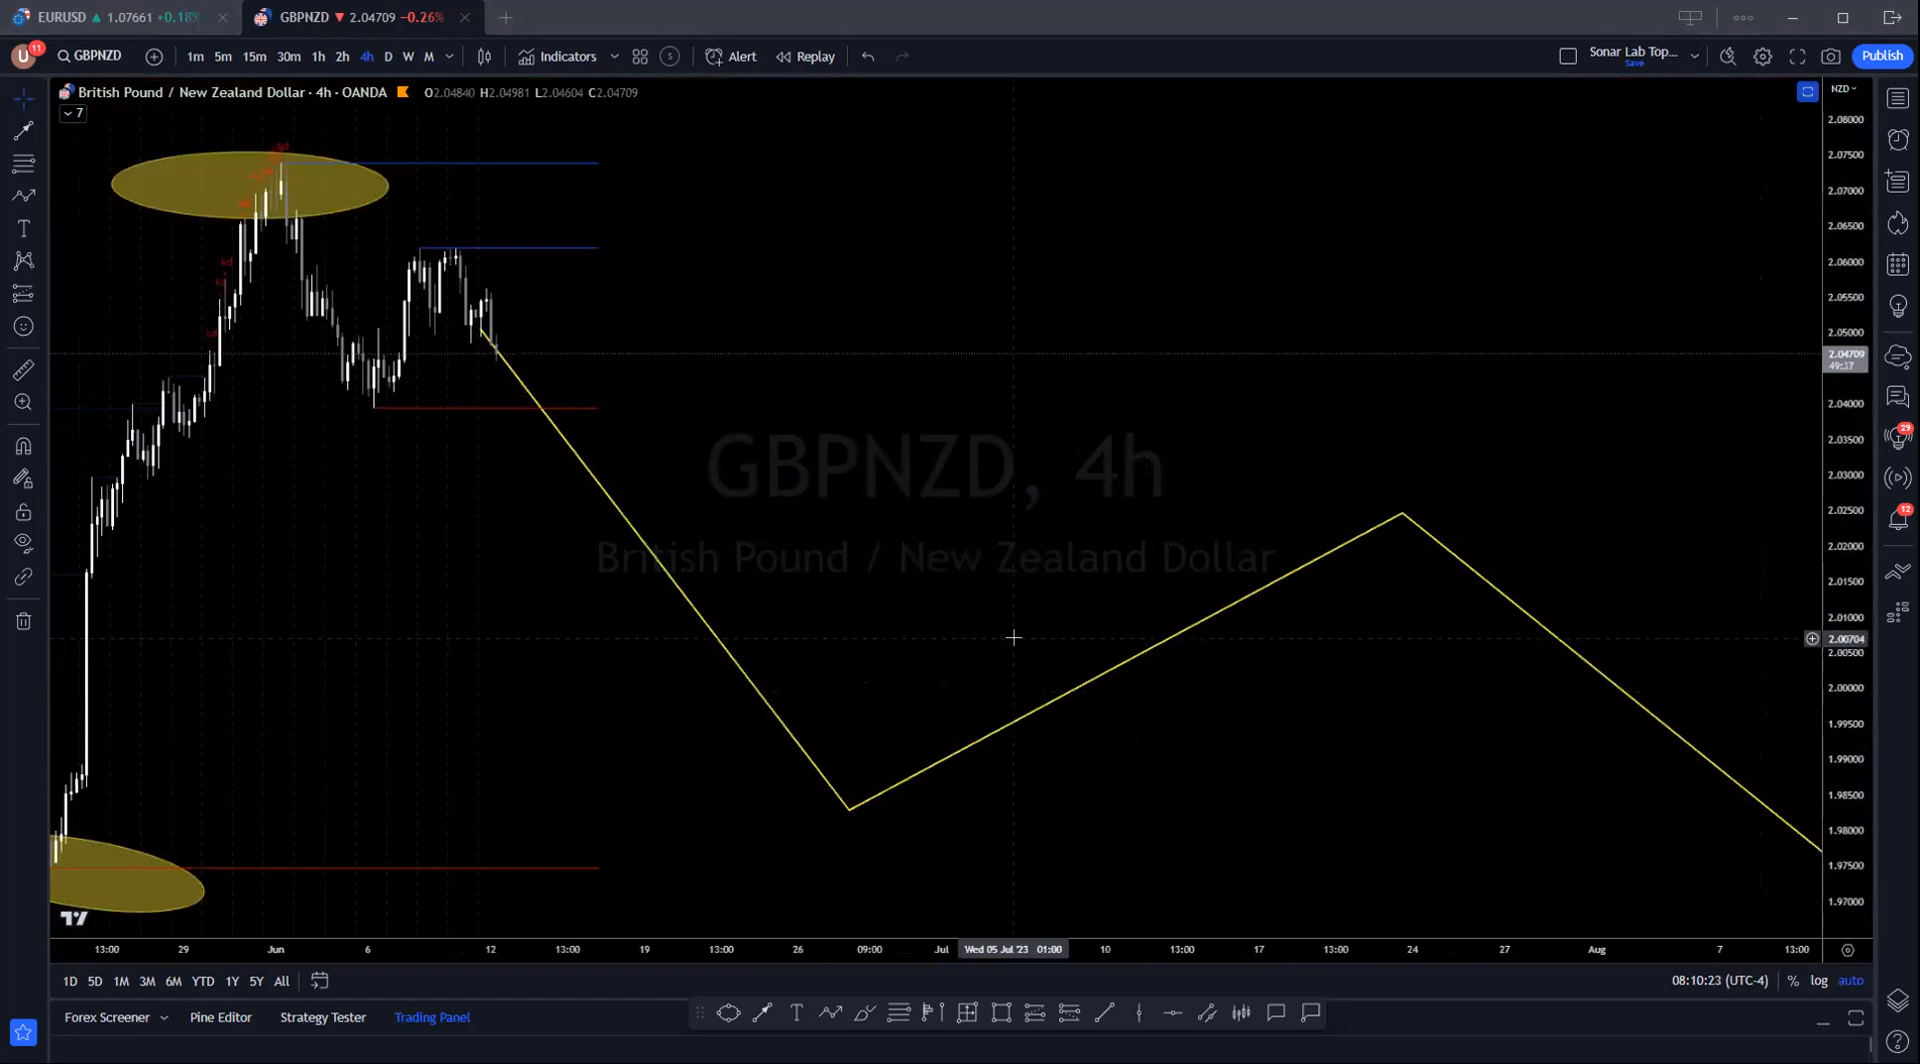 EURUSD ▲ 1.07661 +0.18%
GBPNZD ▼ 2.04709 −0.26%
U 11 GBPNZD 1m 5m 15m 30m 1h 2h 4h D W M Indicators S Alert Replay Sonar Lab Top... Save Publish
British Pound / New Zealand Dollar · 4h · OANDA O2.04840 H2.04981 L2.04604 C2.04709
7
NZD
2.08000
2.07500
2.07000
2.06500
2.06000
2.05500
2.05000
2.04709
49:37
2.04000
2.03500
2.03000
2.02500
2.02000
2.01500
2.01000
2.00704
2.00500
2.00000
1.99500
1.99000
1.98500
1.98000
1.97500
1.97000
kd
GBPNZD, 4h
British Pound / New Zealand Dollar
29
12
13:00 29 Jun 6 12 13:00 19 13:00 26 09:00 Jul Wed 05 Jul '23 01:00 10 13:00 17 13:00 24 27 Aug 7 13:00
1D 5D 1M 3M 6M YTD 1Y 5Y All 08:10:23 (UTC-4) % log auto
Forex Screener Pine Editor Strategy Tester Trading Panel